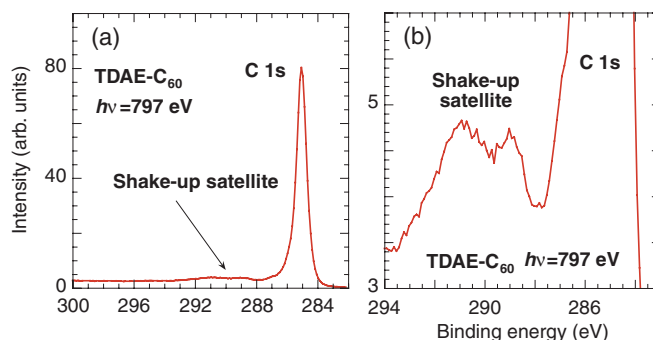 (a)
TDAE-C60
hν=797 eV
C 1s
Shake-up satellite
Intensity (arb. units)
80
40
0
300
296
292
288
284
(b)
Shake-up
satellite
C 1s
TDAE-C60 hν=797 eV
5
3
294
290
286
Binding energy (eV)